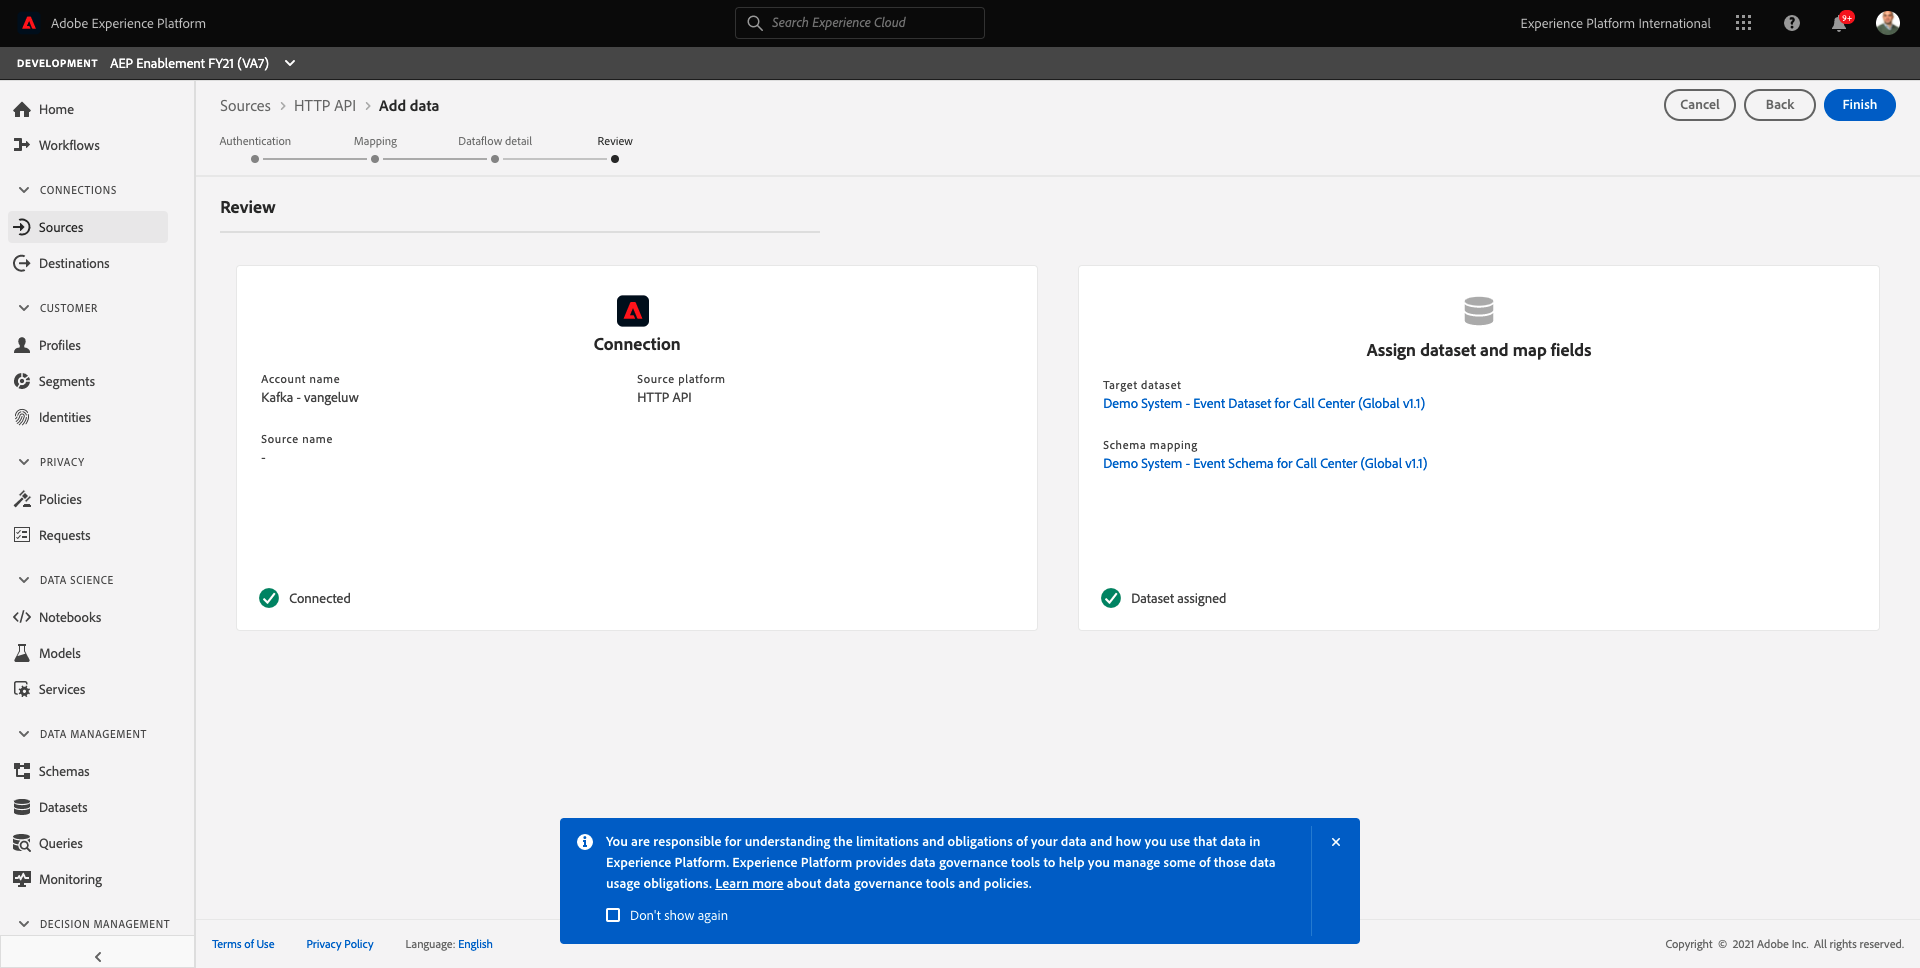 Adobe Experience Platform
Search Experience Cloud
Experience Platform International
9+
DEVELOPMENT AEP Enablement FY21 (VA7)
Home
Workflows
CONNECTIONS
Sources
Destinations
CUSTOMER
Profiles
Segments
Identities
PRIVACY
Policies
Requests
DATA SCIENCE
Notebooks
Models
Services
DATA MANAGEMENT
Schemas
Datasets
Queries
Monitoring
DECISION MANAGEMENT
Sources > HTTP API > Add data
Cancel
Back
Finish
Authentication
Mapping
Dataflow detail
Review
Review
Connection
Account name
Kafka - vangeluw
Source platform
HTTP API
Source name
-
Connected
Assign dataset and map fields
Target dataset
Demo System - Event Dataset for Call Center (Global v1.1)
Schema mapping
Demo System - Event Schema for Call Center (Global v1.1)
Dataset assigned
You are responsible for understanding the limitations and obligations of your data and how you use that data in
Experience Platform. Experience Platform provides data governance tools to help you manage some of those data
usage obligations. Learn more about data governance tools and policies.
Don't show again
Terms of Use
Privacy Policy
Language: English
Copyright © 2021 Adobe Inc. All rights reserved.